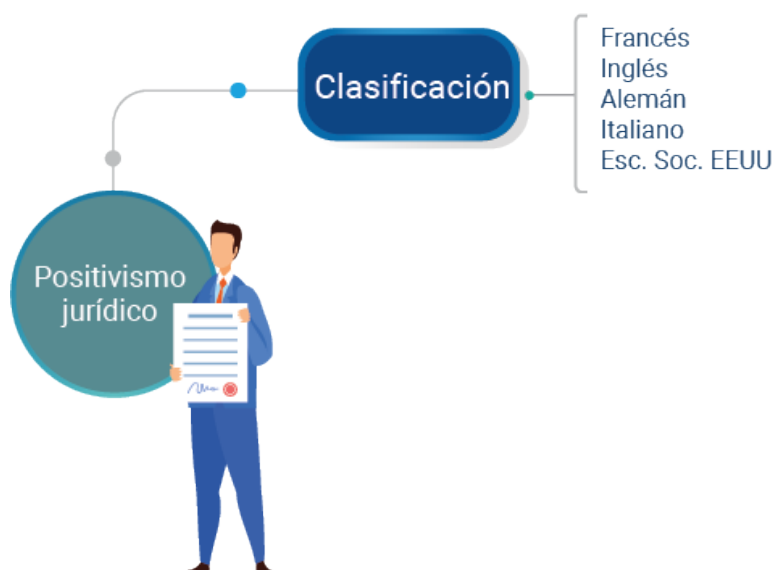 Clasificación
Francés
Inglés
Alemán
Italiano
Esc. Soc. EEUU
Positivismo
jurídico